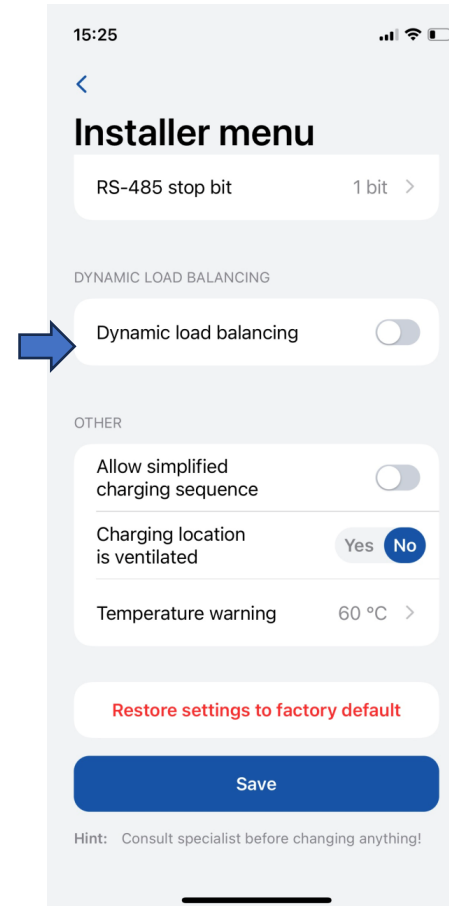 15:25
Installer menu
RS-485 stop bit 1 bit
DYNAMIC LOAD BALANCING
Dynamic load balancing
OTHER
Allow simplified
charging sequence
Charging location
is ventilated
Yes No
Temperature warning 60 °C
Restore settings to factory default
Save
Hint: Consult specialist before changing anything!